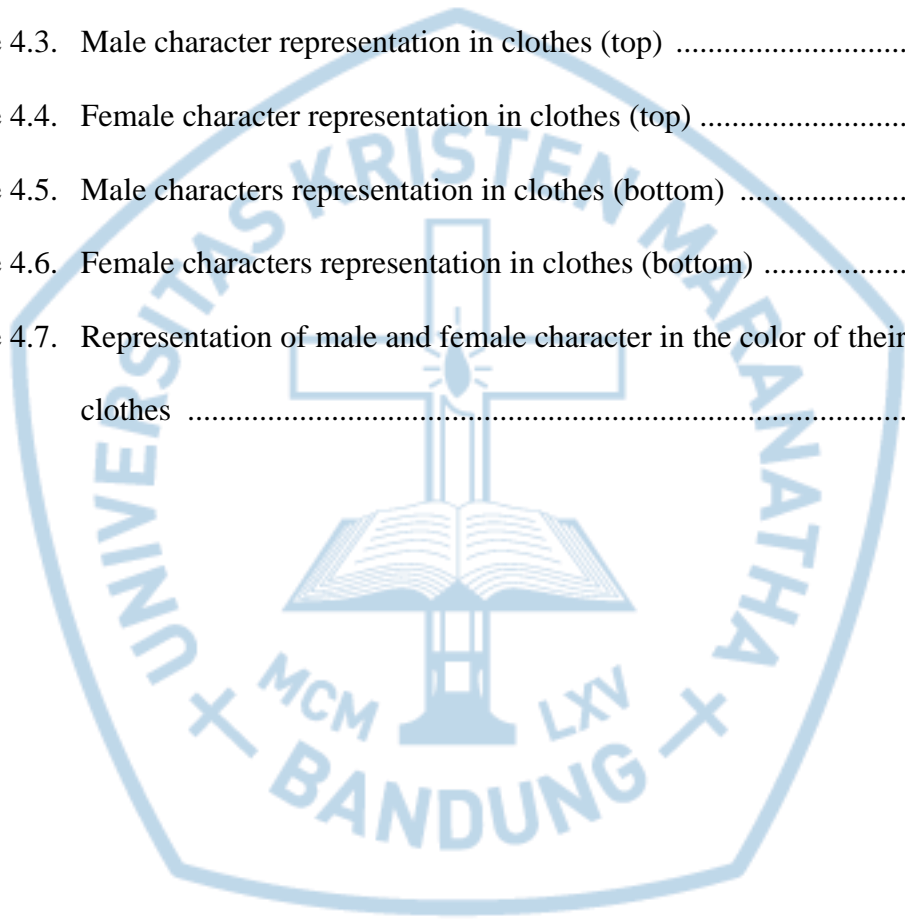 e 4.3. Male character representation in clothes (top) ..............................
e 4.4. Female character representation in clothes (top) ...........................
e 4.5. Male characters representation in clothes (bottom) ......................
e 4.6. Female characters representation in clothes (bottom) ...................
e 4.7. Representation of male and female character in the color of their
clothes ...........................................................................................
UNIVERSITAS KRISTEN MARANATHA
MCM LXV
BANDUNG